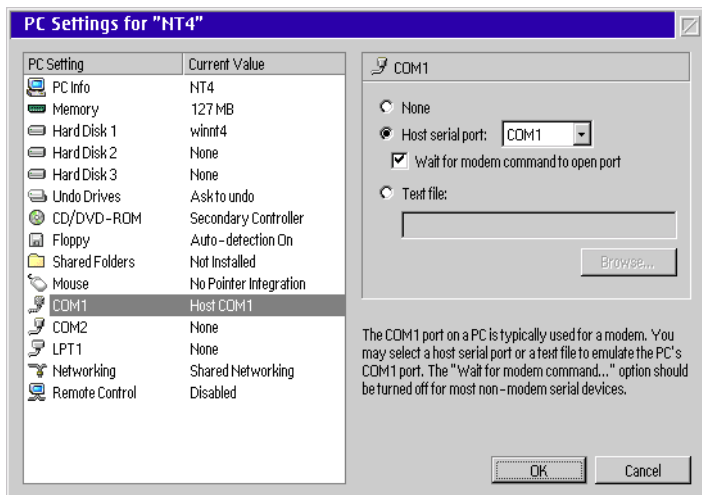 PC Settings for "NT4"
PC Setting Current Value
PC Info NT4
Memory 127 MB
Hard Disk 1 winnt4
Hard Disk 2 None
Hard Disk 3 None
Undo Drives Ask to undo
CD/DVD-ROM Secondary Controller
Floppy Auto-detection On
Shared Folders Not Installed
Mouse No Pointer Integration
COM1 Host COM1
COM2 None
LPT1 None
Networking Shared Networking
Remote Control Disabled
COM1
None
Host serial port: COM1
Wait for modem command to open port
Text file:
Browse...
The COM1 port on a PC is typically used for a modem. You
may select a host serial port or a text file to emulate the PC's
COM1 port. The "Wait for modem command..." option should
be turned off for most non-modem serial devices.
OK Cancel